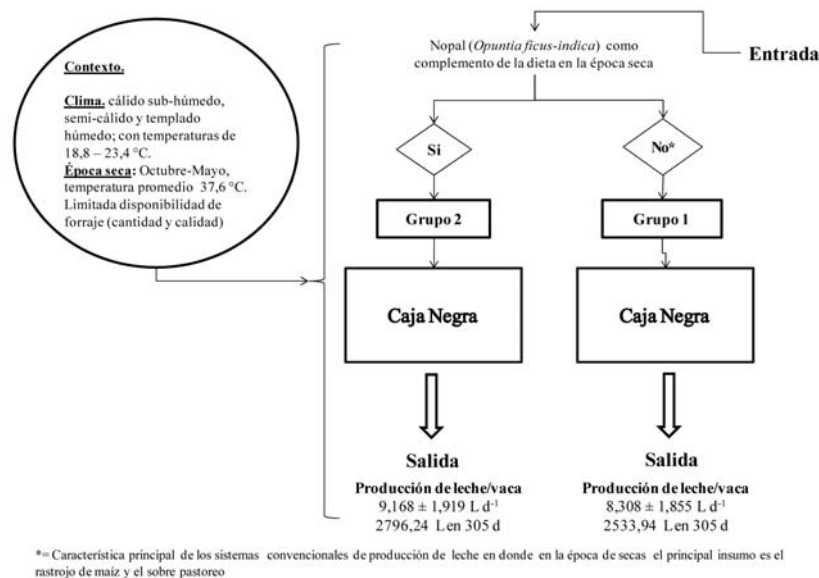 Contexto.
Clima. cálido sub-húmedo,
semi-cálido y templado
húmedo; con temperaturas de
18,8 – 23,4 °C.
Época seca: Octubre-Mayo,
temperatura promedio 37,6 °C.
Limitada disponibilidad de
forraje (cantidad y calidad)
Nopal (Opuntia ficus-indica) como
complemento de la dieta en la época seca
Entrada
Si
No*
Grupo 2
Grupo 1
Caja Negra
Caja Negra
Salida
Producción de leche/vaca
9,168 ± 1,919 L d⁻¹
2796,24 L en 305 d
Salida
Producción de leche/vaca
8,308 ± 1,855 L d⁻¹
2533,94 L en 305 d
*= Característica principal de los sistemas convencionales de producción de leche en donde en la época de secas el principal insumo es el
rastrojo de maíz y el sobre pastoreo